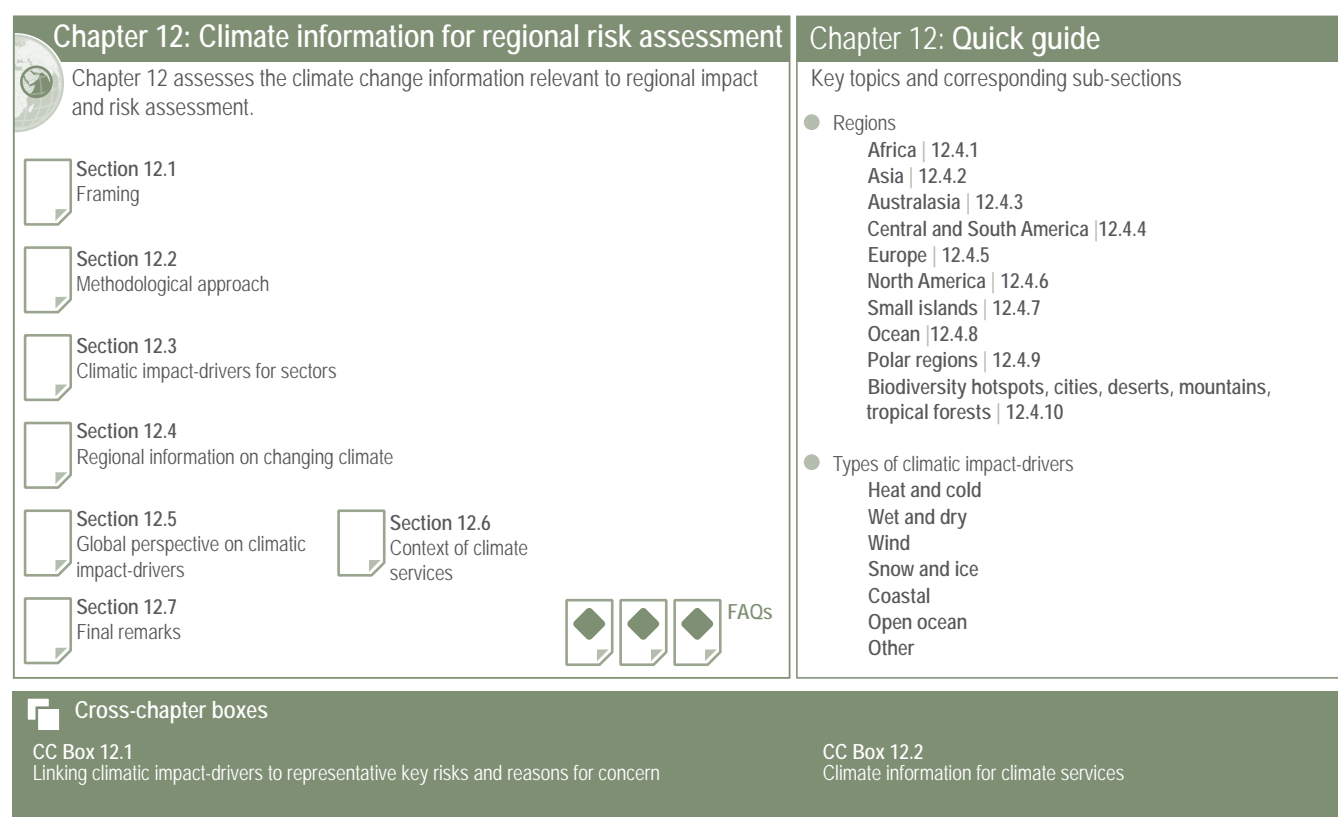 Chapter 12: Climate information for regional risk assessment
Chapter 12 assesses the climate change information relevant to regional impact
and risk assessment.
Section 12.1
Framing
Section 12.2
Methodological approach
Section 12.3
Climatic impact-drivers for sectors
Section 12.4
Regional information on changing climate
Section 12.5
Global perspective on climatic
impact-drivers
Section 12.6
Context of climate
services
Section 12.7
Final remarks
FAQs
Chapter 12: Quick guide
Key topics and corresponding sub-sections
Regions
Africa | 12.4.1
Asia | 12.4.2
Australasia | 12.4.3
Central and South America |12.4.4
Europe | 12.4.5
North America | 12.4.6
Small islands | 12.4.7
Ocean |12.4.8
Polar regions | 12.4.9
Biodiversity hotspots, cities, deserts, mountains,
tropical forests | 12.4.10
Types of climatic impact-drivers
Heat and cold
Wet and dry
Wind
Snow and ice
Coastal
Open ocean
Other
Cross-chapter boxes
CC Box 12.1
Linking climatic impact-drivers to representative key risks and reasons for concern
CC Box 12.2
Climate information for climate services